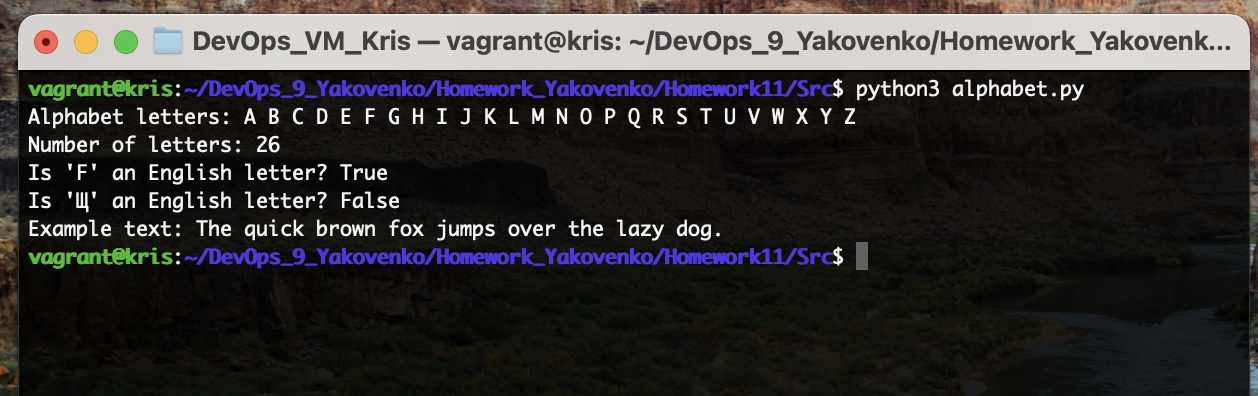 DevOps_VM_Kris — vagrant@kris: ~/DevOps_9_Yakovenko/Homework_Yakovenk...
vagrant@kris:~/DevOps_9_Yakovenko/Homework_Yakovenko/Homework11/Src$ python3 alphabet.py
Alphabet letters: A B C D E F G H I J K L M N O P Q R S T U V W X Y Z
Number of letters: 26
Is 'F' an English letter? True
Is 'Щ' an English letter? False
Example text: The quick brown fox jumps over the lazy dog.
vagrant@kris:~/DevOps_9_Yakovenko/Homework_Yakovenko/Homework11/Src$